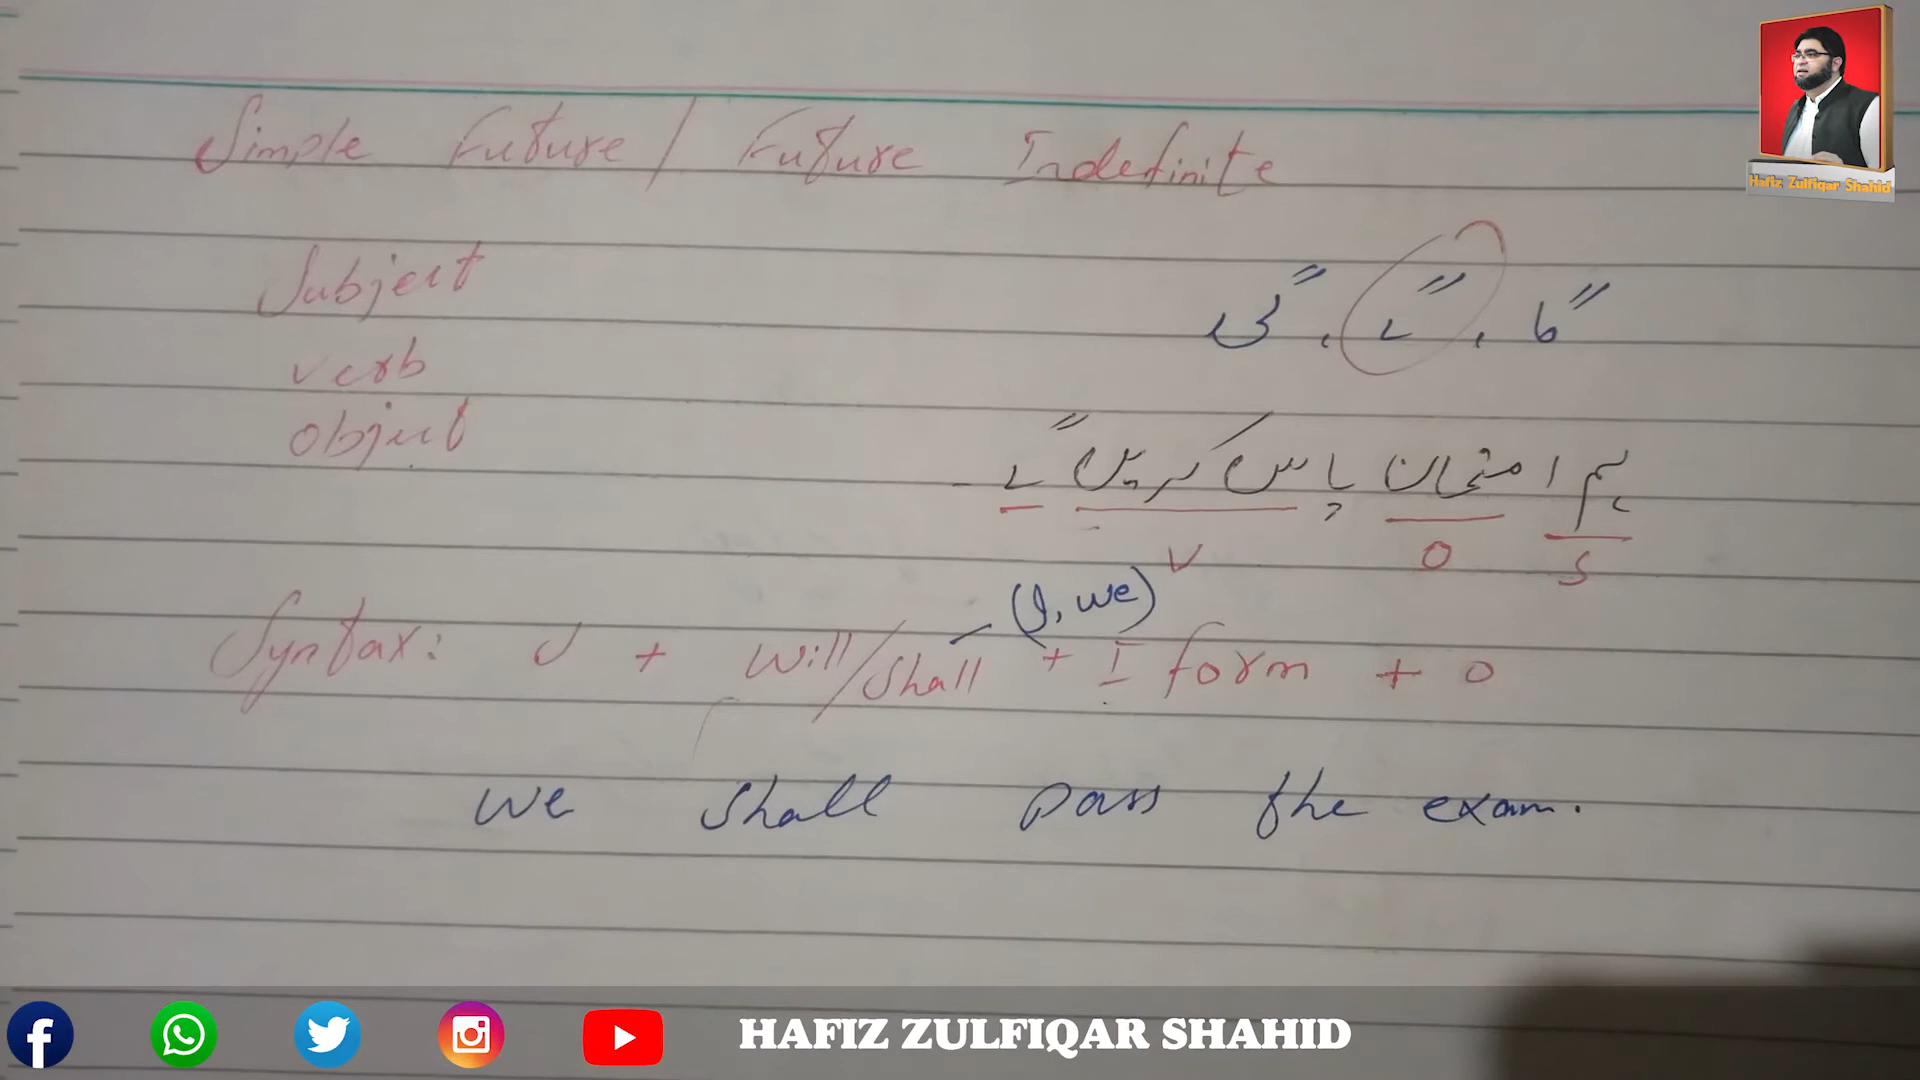 Hafiz Zulfiqar Shahid
Simple Future / Future Indefinite
Subject
گا ، گے ، گی
verb
object
ہم امتحان پاس کریں گے -
S O V
(I, we)
Syntax: S + will/shall + I form + O
We shall pass the exam.
HAFIZ ZULFIQAR SHAHID